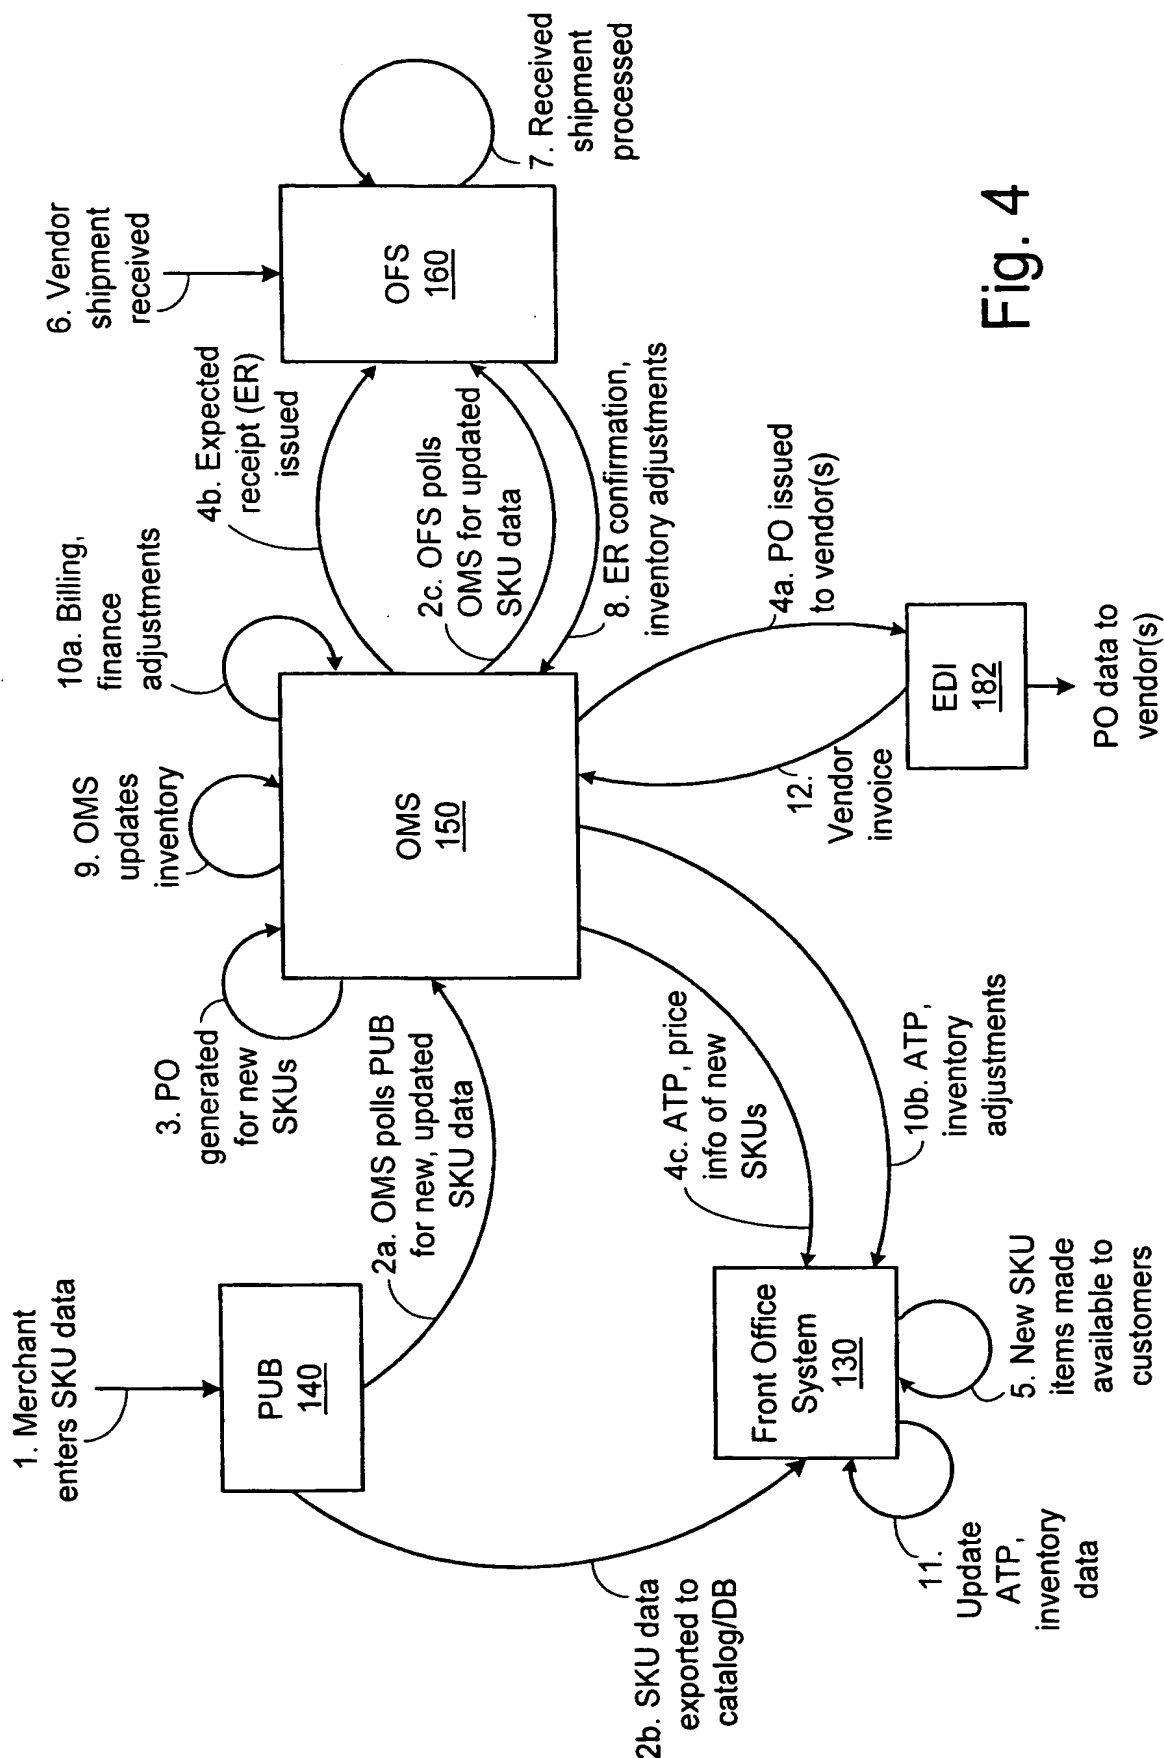 1. Merchant
enters SKU data
PUB
140
2a. OMS polls PUB
for new, updated
SKU data
2b. SKU data
exported to
catalog/DB
3. PO
generated
for new
SKUs
9. OMS
updates
inventory
10a. Billing,
finance
adjustments
OMS
150
4b. Expected
receipt (ER)
issued
2c. OFS polls
OMS for updated
SKU data
8. ER confirmation,
inventory adjustments
6. Vendor
shipment
received
OFS
160
7. Received
shipment
processed
4a. PO issued
to vendor(s)
12.
Vendor
invoice
EDI
182
PO data to
vendor(s)
4c. ATP, price
info of new
SKUs
10b. ATP,
inventory
adjustments
Front Office
System
130
5. New SKU
items made
available to
customers
11.
Update
ATP,
inventory
data
Fig. 4